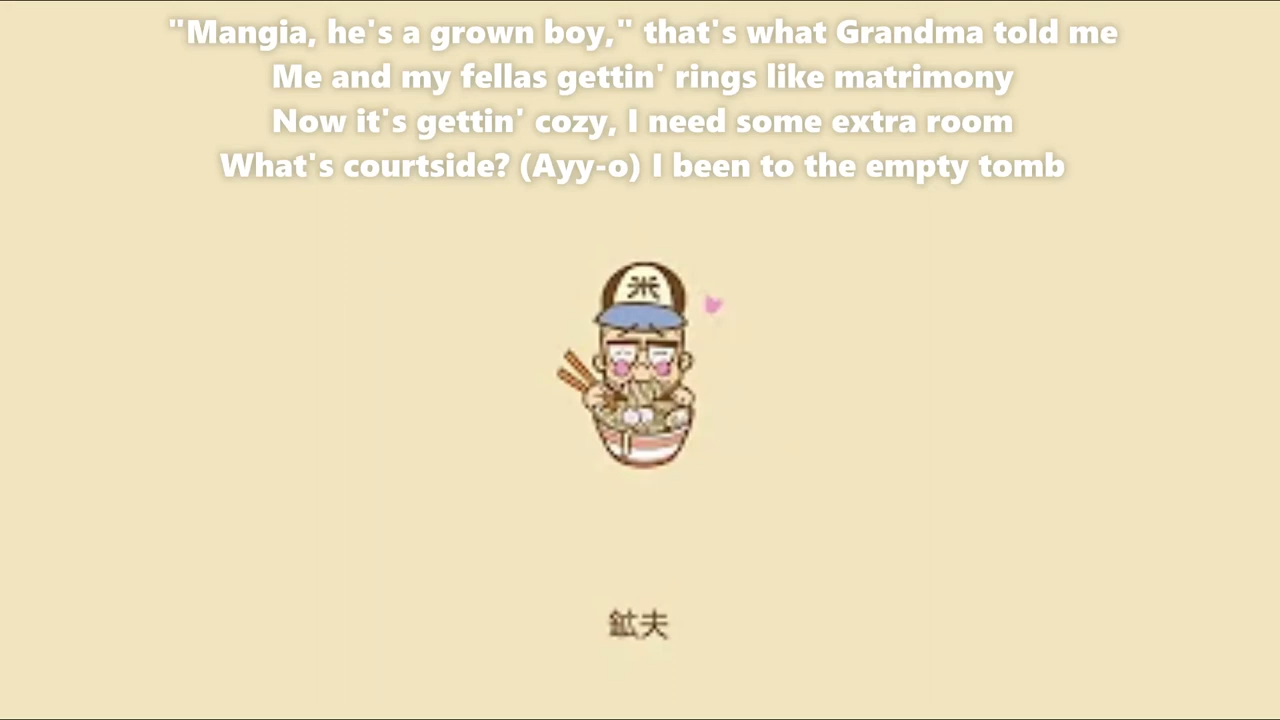 "Mangia, he's a grown boy," that's what Grandma told me
Me and my fellas gettin' rings like matrimony
Now it's gettin' cozy, I need some extra room
What's courtside? (Ayy-o) I been to the empty tomb
米
鉱夫